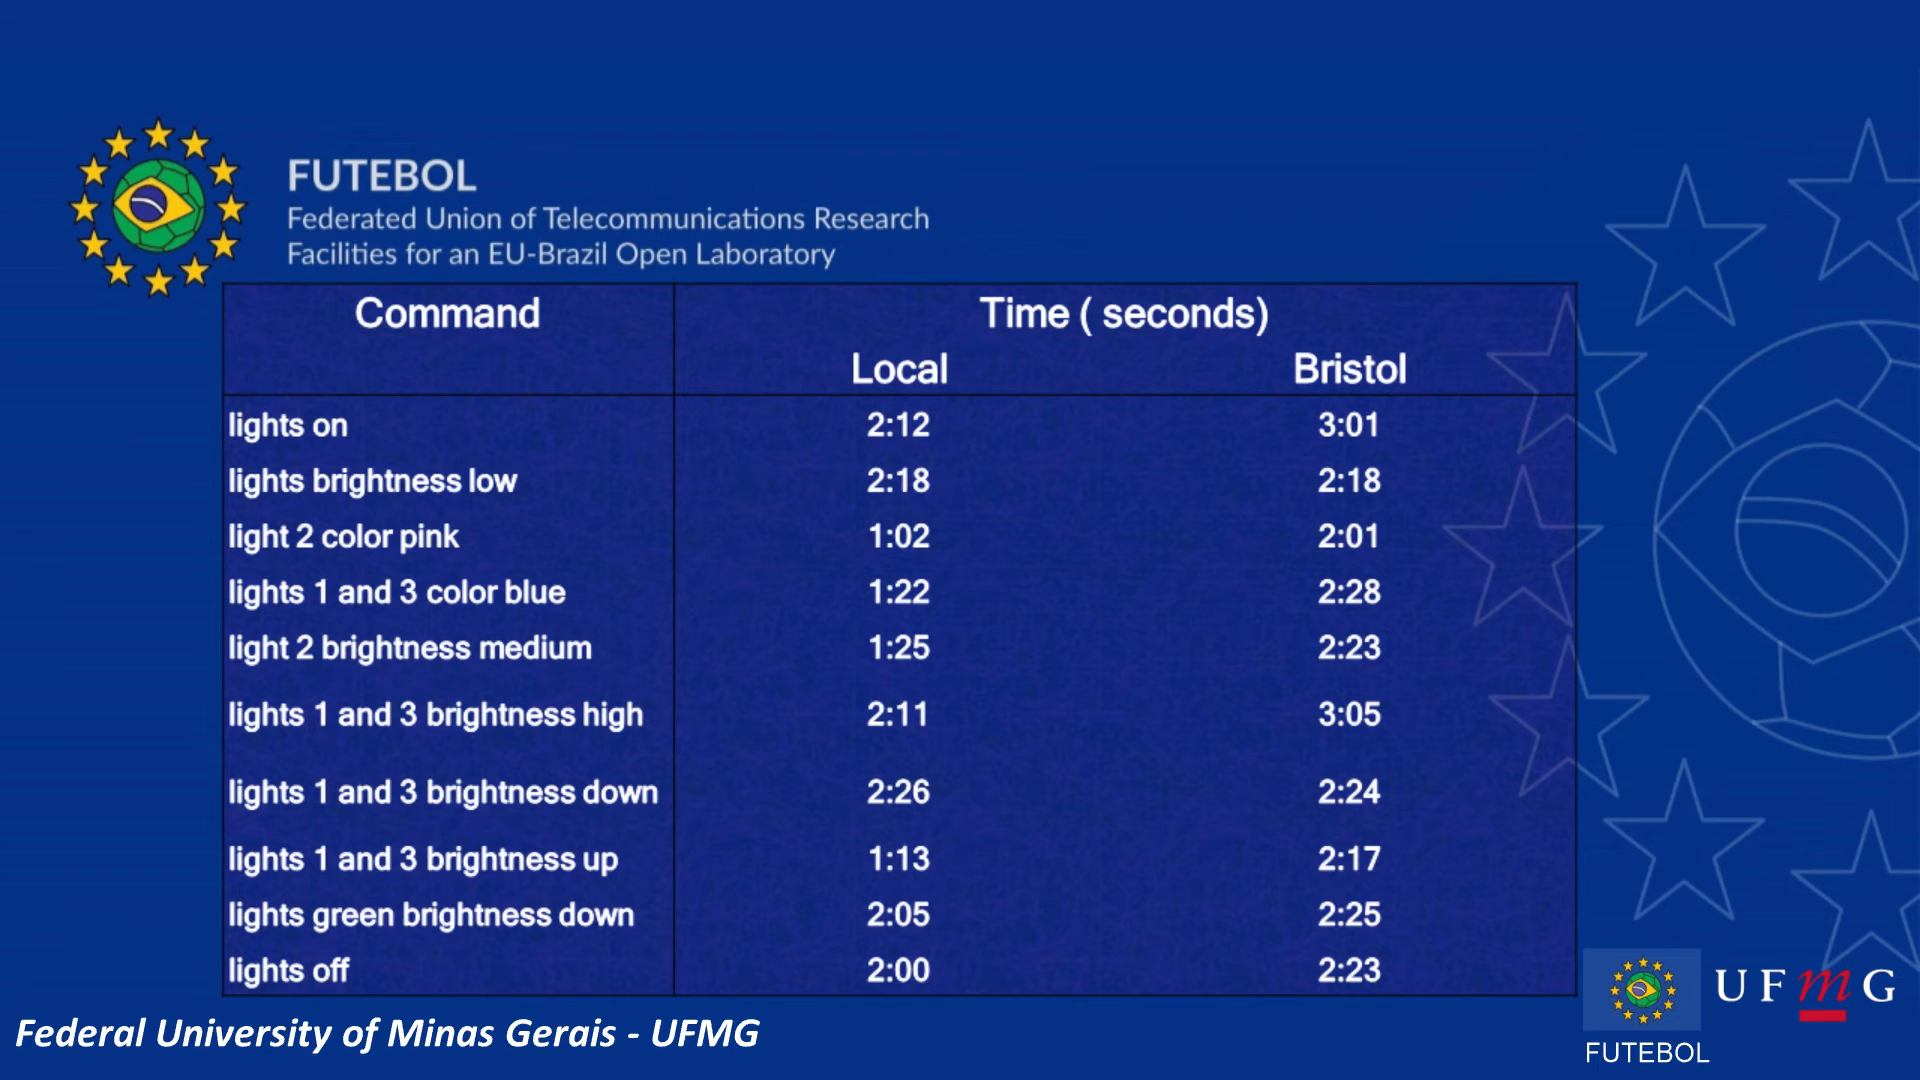 FUTEBOL
Federated Union of Telecommunications Research
Facilities for an EU-Brazil Open Laboratory
Command Time ( seconds)
Local Bristol
lights on 2:12 3:01
lights brightness low 2:18 2:18
light 2 color pink 1:02 2:01
lights 1 and 3 color blue 1:22 2:28
light 2 brightness medium 1:25 2:23
lights 1 and 3 brightness high 2:11 3:05
lights 1 and 3 brightness down 2:26 2:24
lights 1 and 3 brightness up 1:13 2:17
lights green brightness down 2:05 2:25
lights off 2:00 2:23
UFmG
Federal University of Minas Gerais - UFMG
FUTEBOL